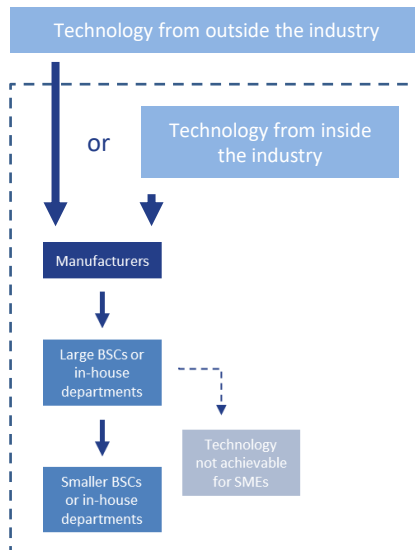 Technology from outside the industry
or
Technology from inside
the industry
Manufacturers
Large BSCs or
in-house
departments
Technology
not achievable
for SMEs
Smaller BSCs
or in-house
departments